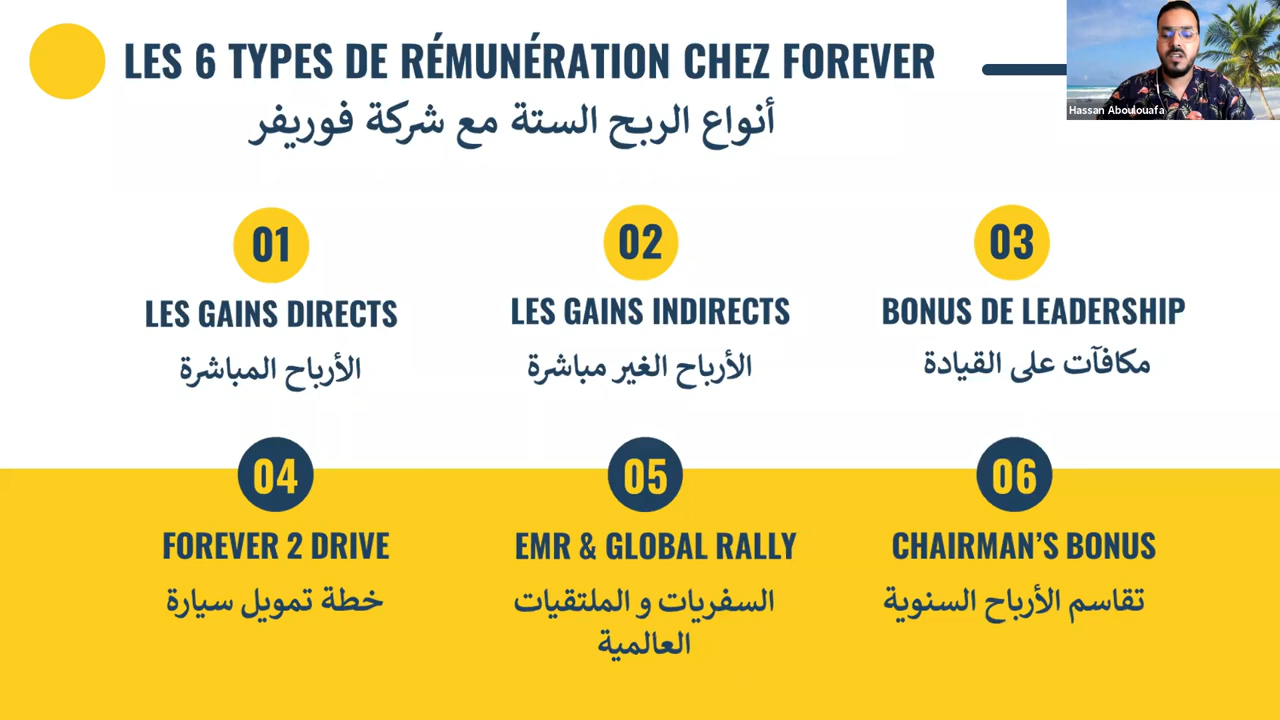 LES 6 TYPES DE RÉMUNÉRATION CHEZ FOREVER
أنواع الربح الستة مع شركة فوريفر
Hassan Aboulouafa
01
LES GAINS DIRECTS
الأرباح المباشرة
02
LES GAINS INDIRECTS
الأرباح الغير مباشرة
03
BONUS DE LEADERSHIP
مكافآت على القيادة
04
FOREVER 2 DRIVE
خطة تمويل سيارة
05
EMR & GLOBAL RALLY
السفريات و الملتقيات
العالمية
06
CHAIRMAN'S BONUS
تقاسم الأرباح السنوية